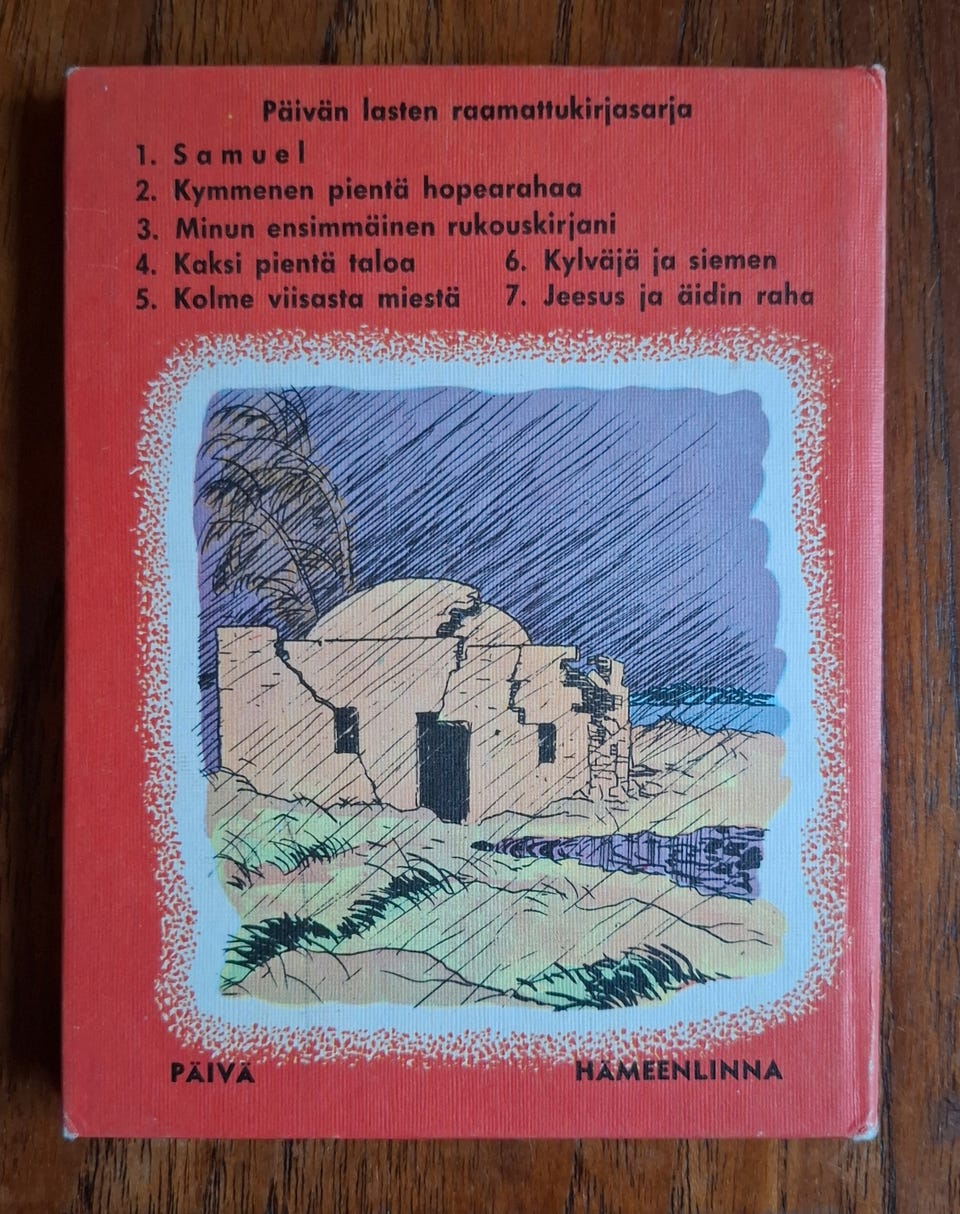 Päivän lasten raamattukirjasarja
1. Samuel
2. Kymmenen pientä hopearahaa
3. Minun ensimmäinen rukouskirjani
4. Kaksi pientä taloa 6. Kylväjä ja siemen
5. Kolme viisasta miestä 7. Jeesus ja äidin raha
PÄIVÄ HÄMEENLINNA